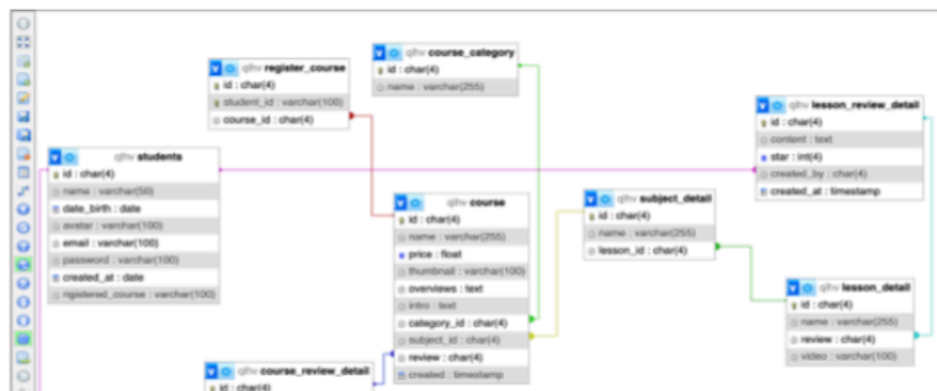 qlhv course_category
id : char(4)
name : varchar(255)
qlhv register_course
id : char(4)
student_id : varchar(100)
course_id : char(4)
qlhv lesson_review_detail
id : char(4)
content : text
star : int(4)
created_by : char(4)
created_at : timestamp
qlhv students
id : char(4)
name : varchar(50)
date_birth : date
avatar : varchar(100)
email : varchar(100)
password : varchar(100)
created_at : date
rigistered_course : varchar(100)
qlhv course
id : char(4)
name : varchar(255)
price : float
thumbnail : varchar(100)
overviews : text
intro : text
category_id : char(4)
subject_id : char(4)
review : char(4)
created : timestamp
qlhv subject_detail
id : char(4)
name : varchar(255)
lesson_id : char(4)
qlhv lesson_detail
id : char(4)
name : varchar(255)
review : char(4)
video : varchar(100)
qlhv course_review_detail
id : char(4)